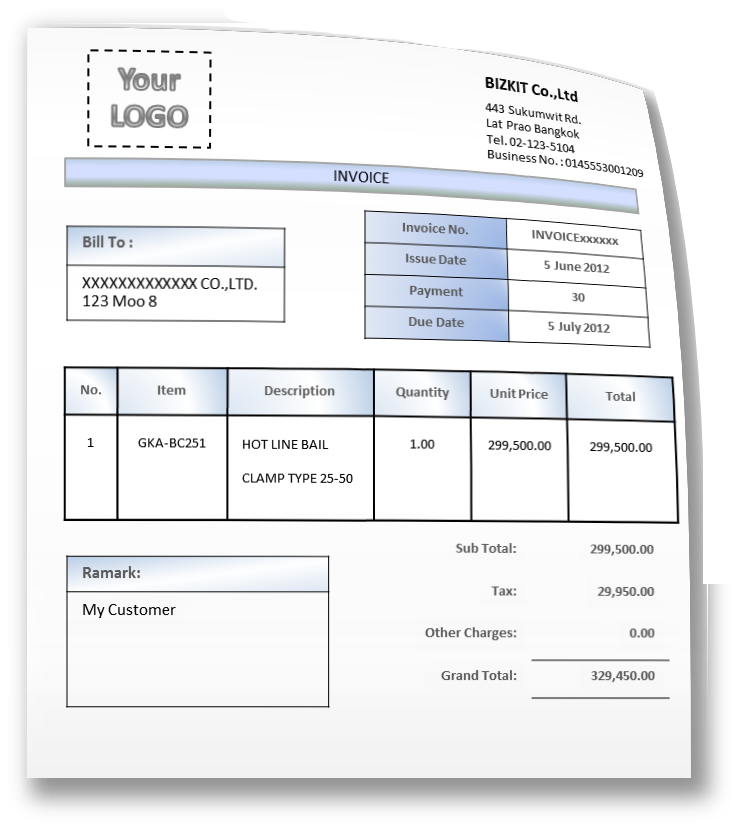 Your
LOGO
BIZKIT Co.,Ltd
443 Sukumwit Rd.
Lat Prao Bangkok
Tel. 02-123-5104
Business No. : 0145553001209
INVOICE
Bill To :
XXXXXXXXXXXXX CO.,LTD.
123 Moo 8
Invoice No. INVOICExxxxxx
Issue Date 5 June 2012
Payment 30
Due Date 5 July 2012
No. Item Description Quantity Unit Price Total
1 GKA-BC251 HOT LINE BAIL 1.00 299,500.00 299,500.00
CLAMP TYPE 25-50
Sub Total: 299,500.00
Tax: 29,950.00
Other Charges: 0.00
Grand Total: 329,450.00
Ramark:
My Customer